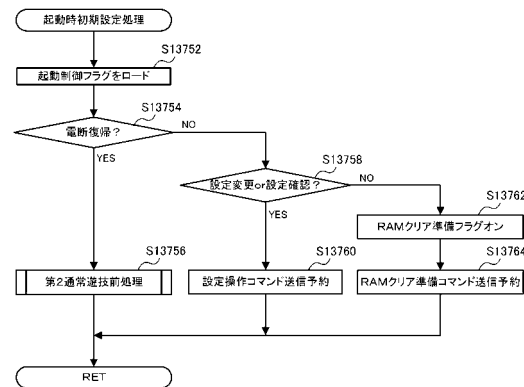 起動時初期設定処理
S13752
起動制御フラグをロード
S13754
電断復帰？
NO
YES
S13758
設定変更or設定確認？
NO
YES
S13762
RAMクリア準備フラグオン
S13756
第２通常遊技前処理
S13760
設定操作コマンド送信予約
S13764
RAMクリア準備コマンド送信予約
RET